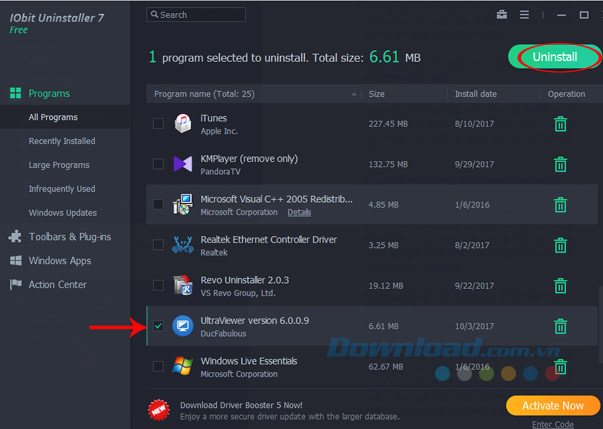 IObit Uninstaller 7
Free
Search
1 program selected to uninstall. Total size: 6.61 MB
Uninstall
Programs
All Programs
Recently Installed
Large Programs
Infrequently Used
Windows Updates
Toolbars & Plug-ins
Windows Apps
Action Center
Program name (Total: 25) Size Install date Operation
iTunes
Apple Inc.
227.45 MB 8/10/2017
KMPlayer (remove only)
PandoraTV
132.75 MB 9/29/2017
Microsoft Visual C++ 2005 Redistrib...
Microsoft Corporation Details
4.85 MB 1/6/2016
Realtek Ethernet Controller Driver
Realtek
3.25 MB 8/2/2017
Revo Uninstaller 2.0.3
VS Revo Group, Ltd.
19.12 MB 9/27/2017
UltraViewer version 6.0.0.9
DucFabulous
6.61 MB 10/3/2017
Windows Live Essentials
Microsoft Corporation
62.67 MB 1/6/2016
Download.com.vn
NEW
Download Driver Booster 5 Now!
Enjoy a more secure driver update with the larger database.
Activate Now
Enter Code